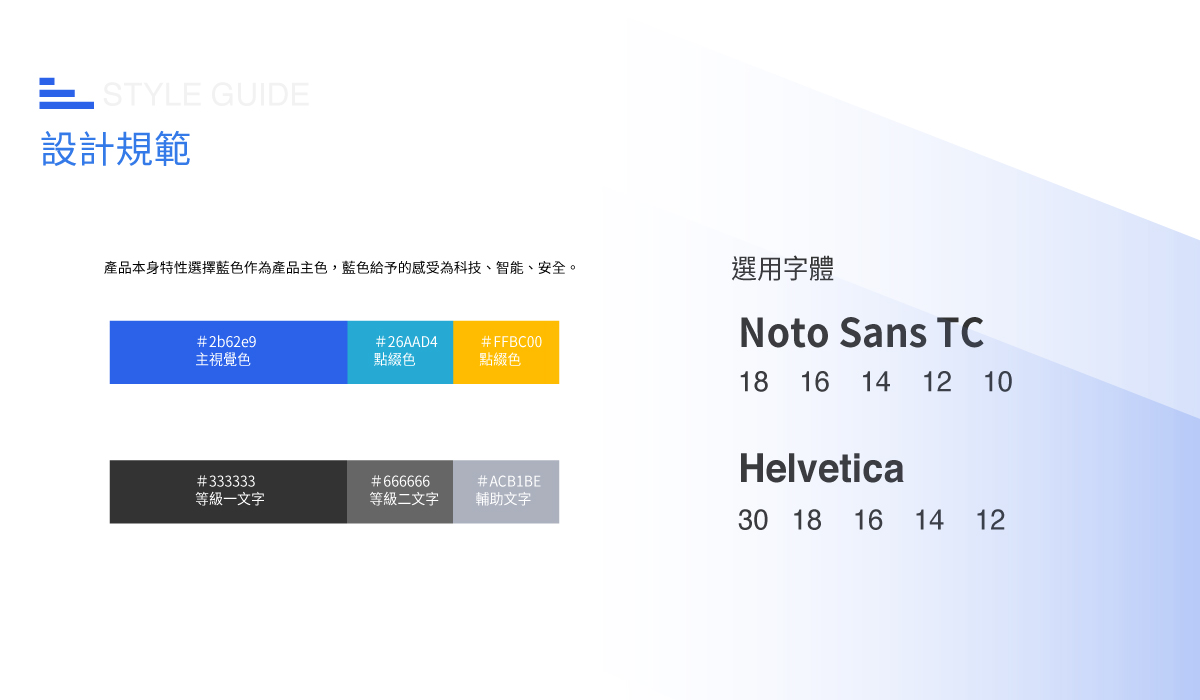 STYLE GUIDE
設計規範
產品本身特性選擇藍色作為產品主色，藍色給予的感受為科技、智能、安全。
＃2b62e9
主視覺色
＃26AAD4
點綴色
＃FFBC00
點綴色
＃333333
等級一文字
＃666666
等級二文字
＃ACB1BE
輔助文字
選用字體
Noto Sans TC
18 16 14 12 10
Helvetica
30 18 16 14 12